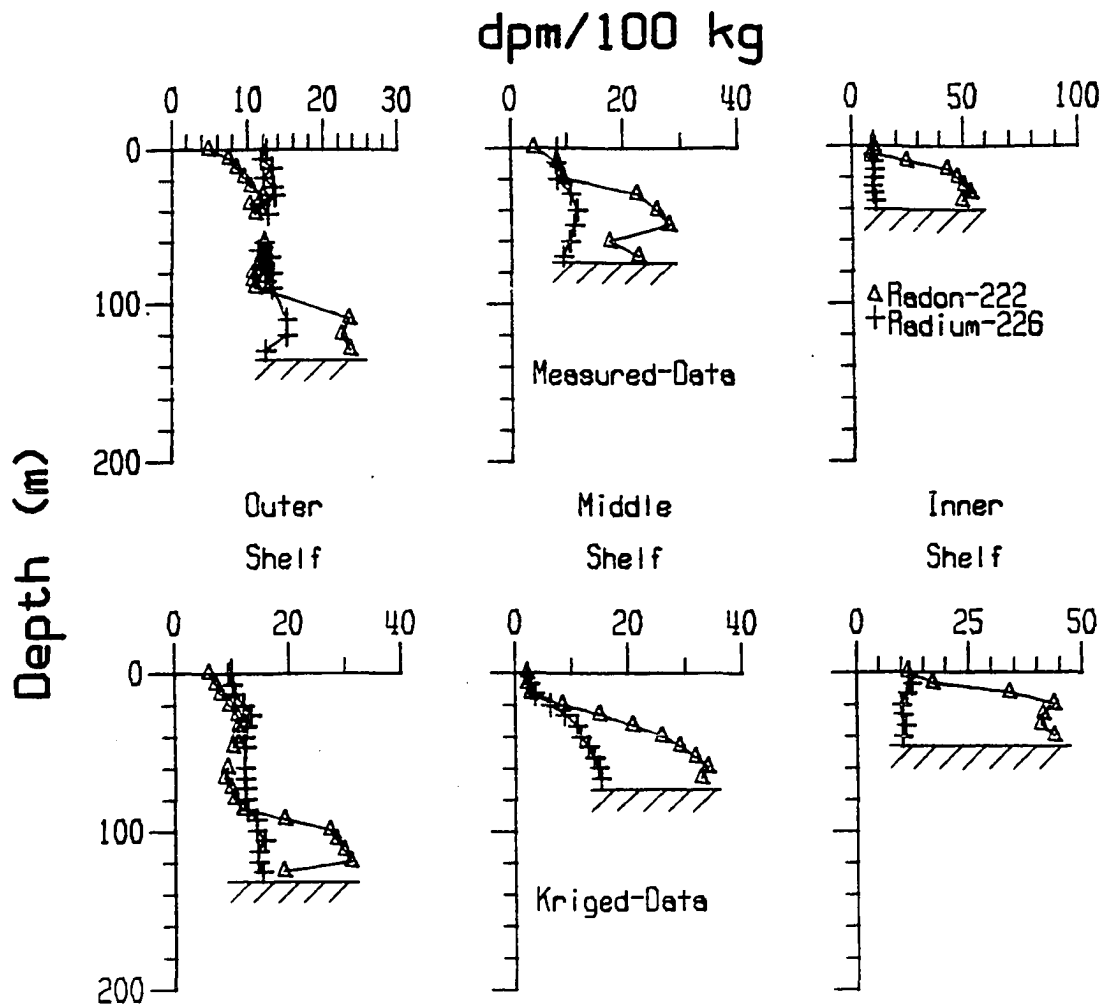 dpm/100 kg
0 10 20 30
0 20 40
0 50 100
0
100
200
Radon-222
Radium-226
Measured-Data
Depth (m)
Outer
Shelf
Middle
Shelf
Inner
Shelf
0 20 40
0 20 40
0 25 50
0
100
200
Kriged-Data